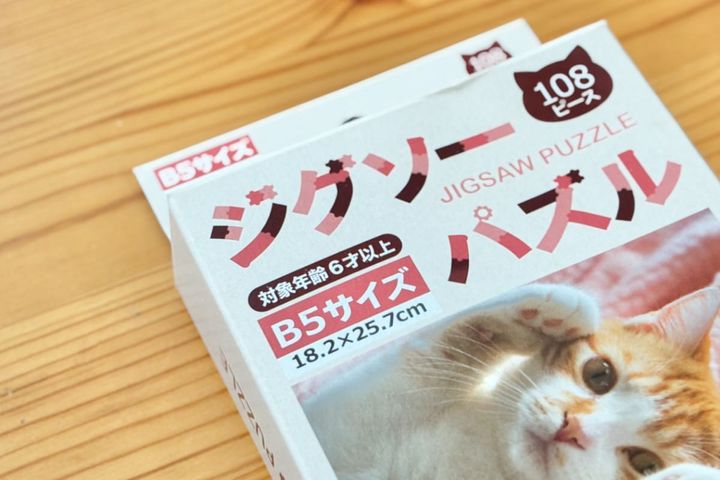 108
ピース
ジグソー
JIGSAW PUZZLE
パズル
対象年齢6才以上
B5サイズ
18.2×25.7cm
B5サイズ
108